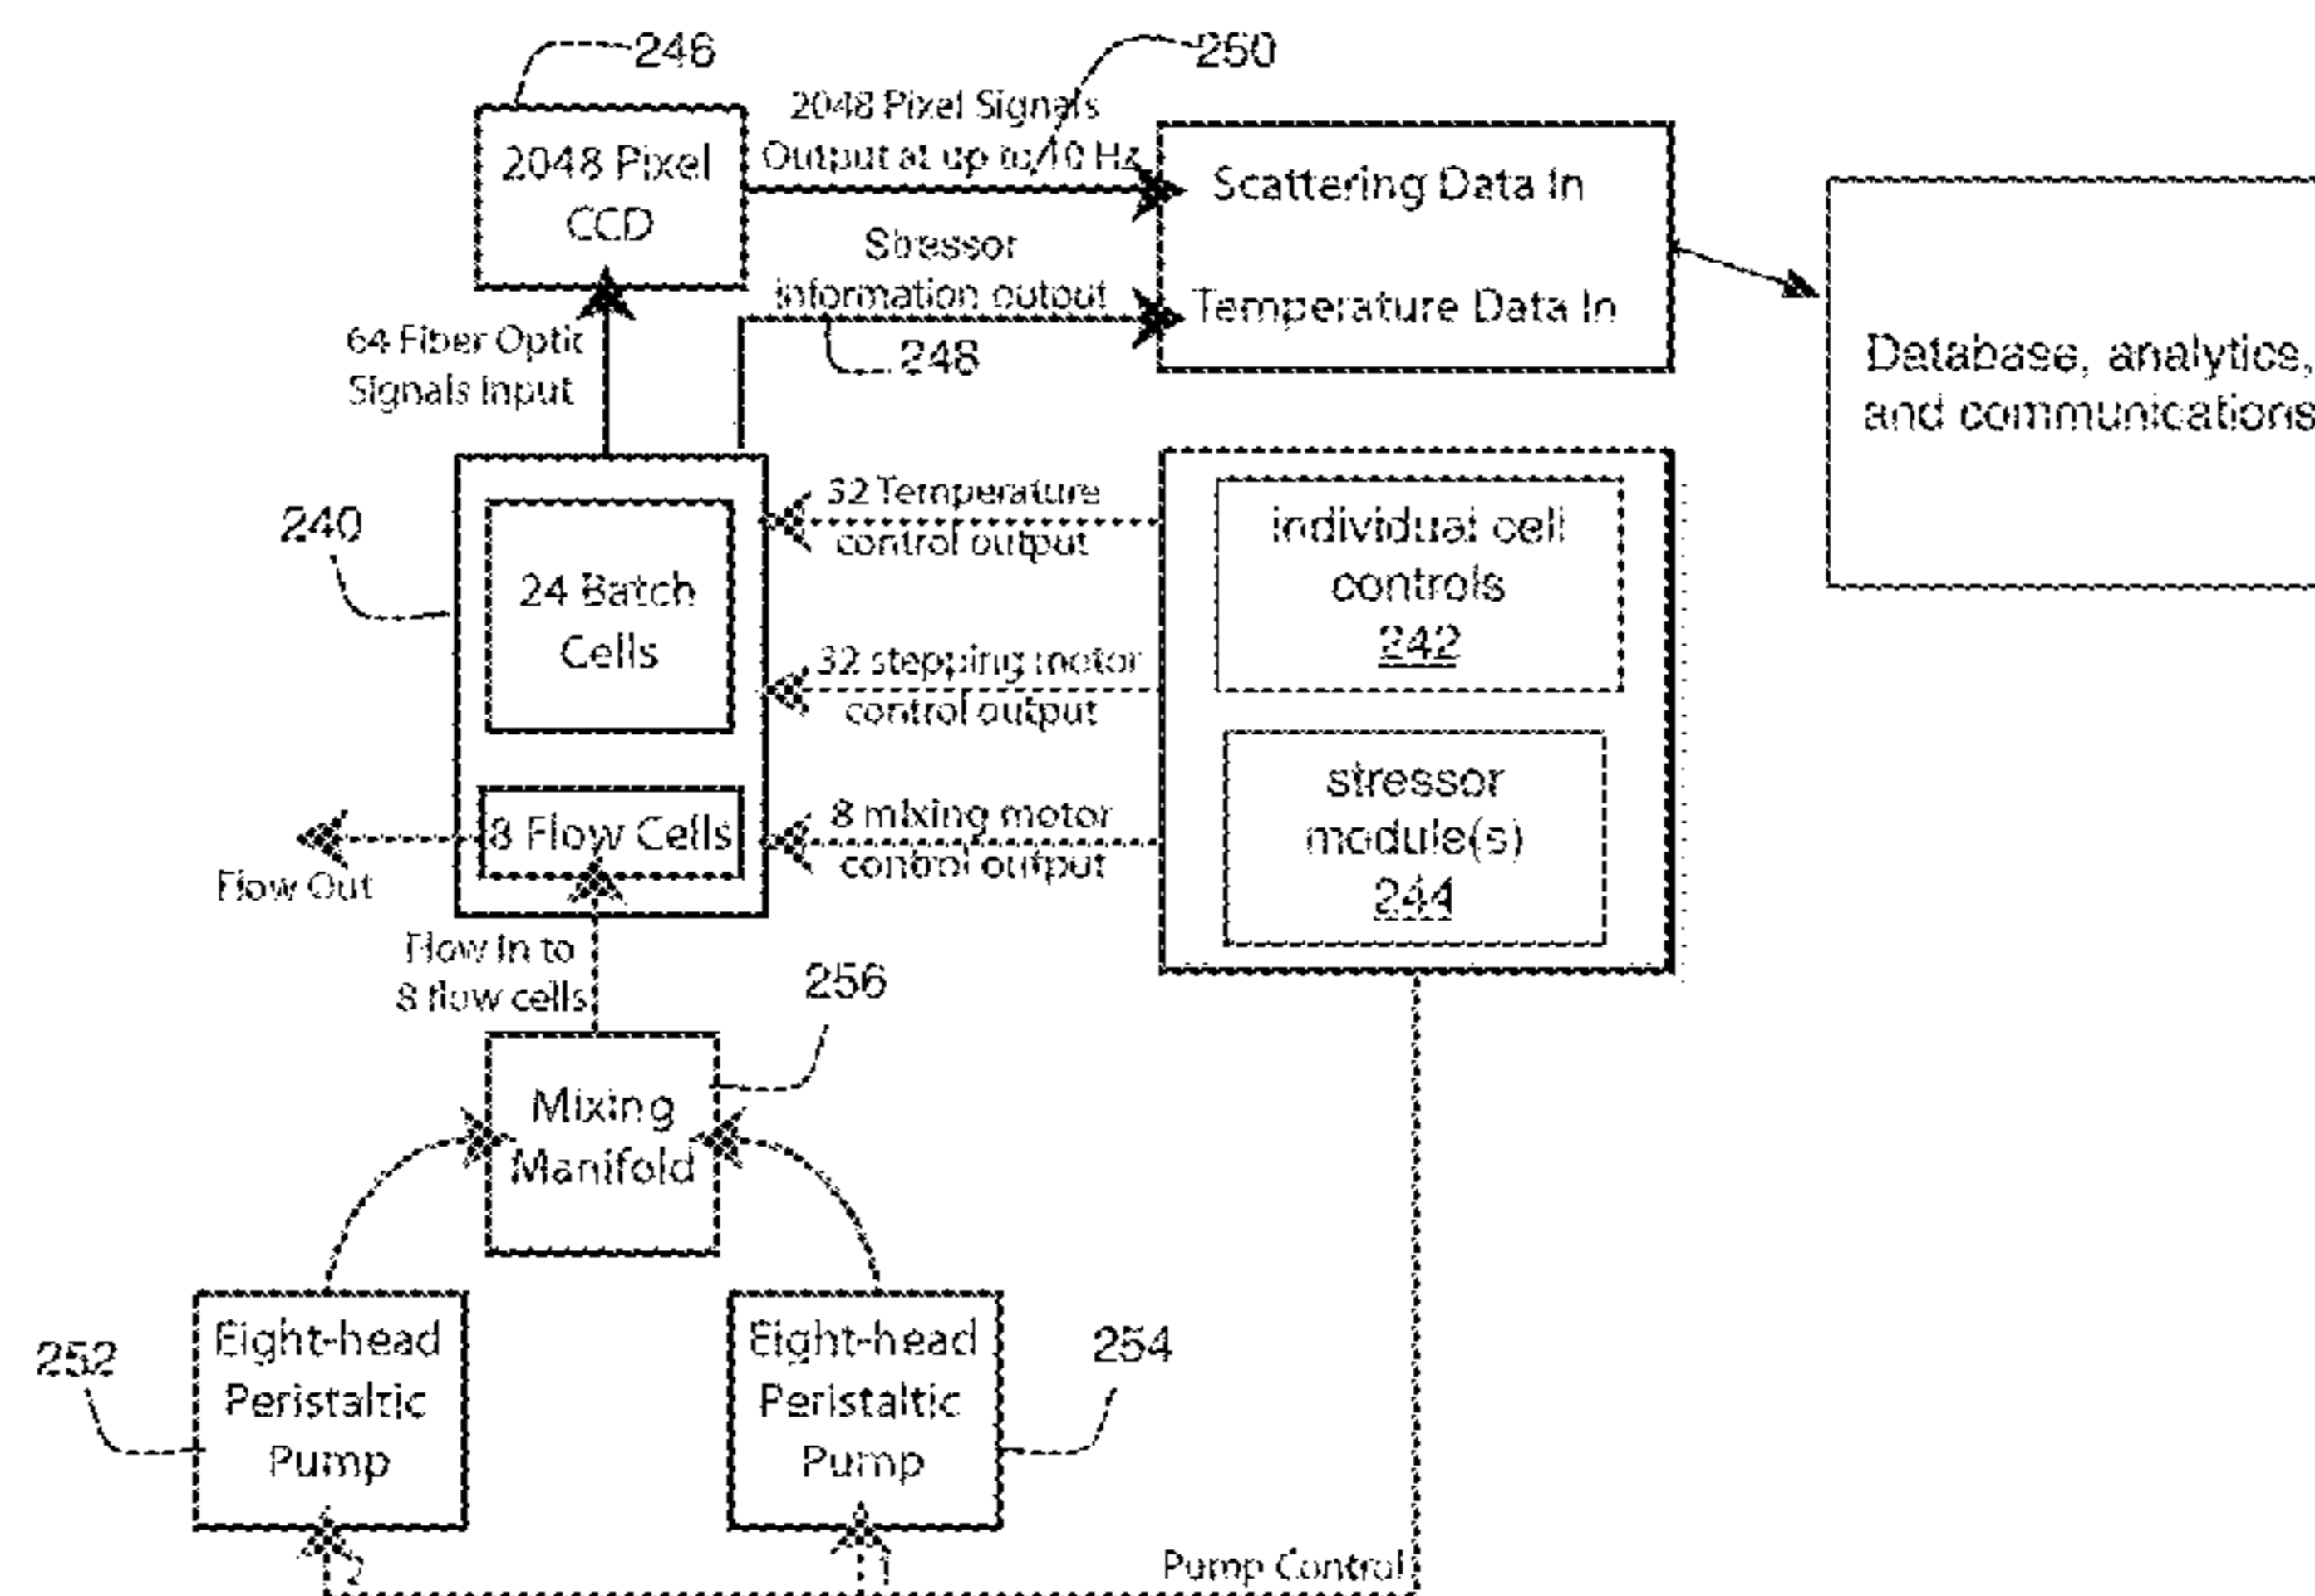 246
250
2048 Pixel Signals
Output at up to 40 Hz
2048 Pixel
CCD
Scattering Data In
Stressor
information output
Temperature Data In
248
64 Fiber Optic
Signals Input
Database, analytics,
and communications
240
24 Batch
Cells
32 Temperature
control output
individual cell
controls
242
32 stepping motor
control output
stressor
module(s)
244
8 mixing motor
control output
8 Flow Cells
Flow Out
Flow In to
8 flow cells
256
Mixing
Manifold
252
Eight-head
Peristaltic
Pump
Eight-head
Peristaltic
Pump
254
2
1
Pump Control